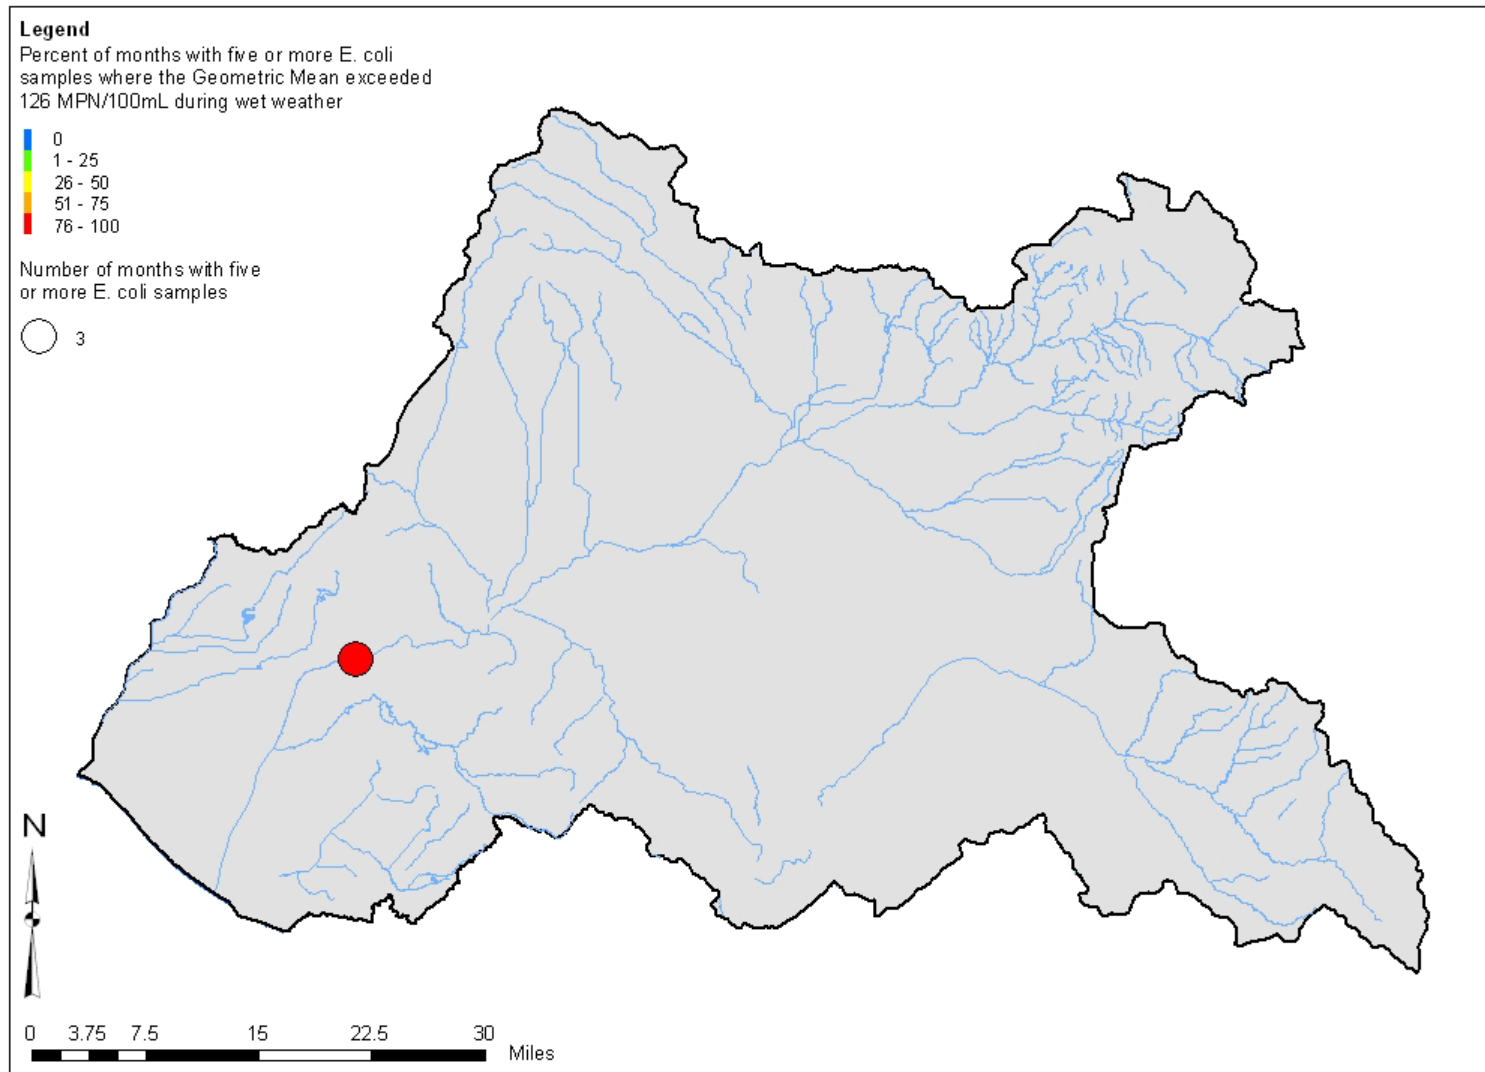 Legend
Percent of months with five or more E. coli
samples where the Geometric Mean exceeded
126 MPN/100mL during wet weather
0
1 - 25
26 - 50
51 - 75
76 - 100
Number of months with five
or more E. coli samples
3
N
0 3.75 7.5 15 22.5 30
Miles